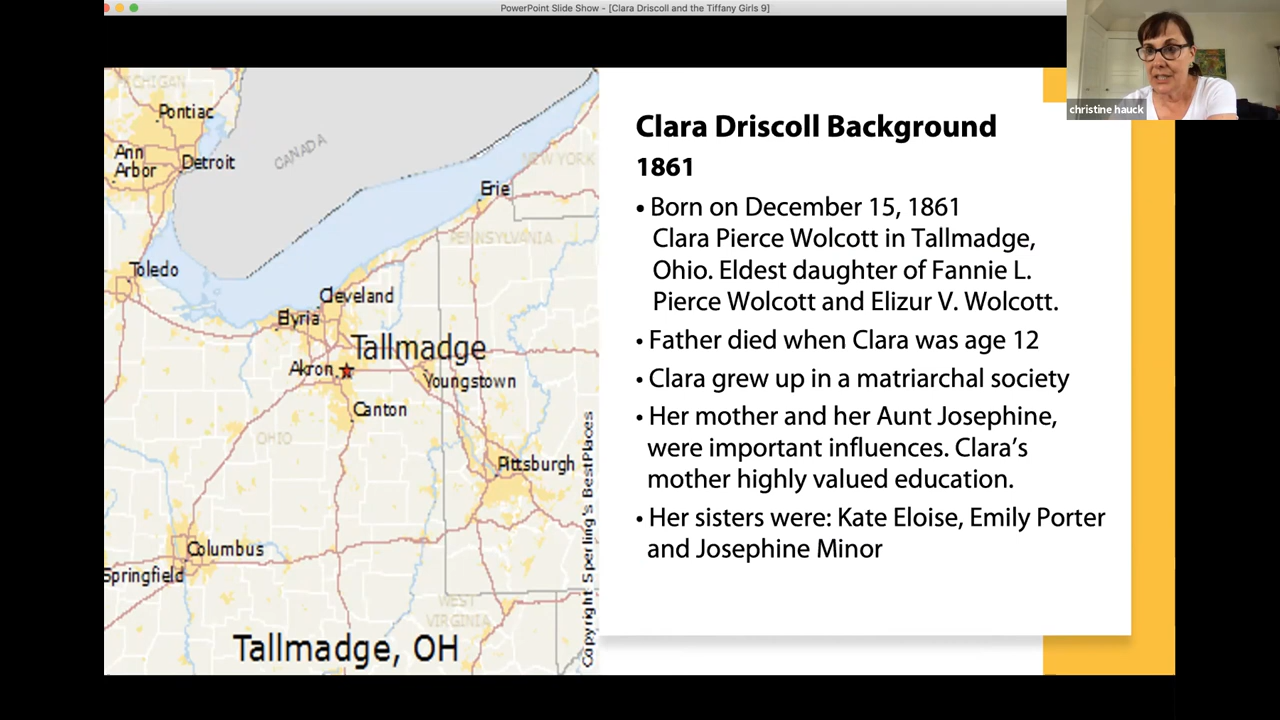 PowerPoint Slide Show - [Clara Driscoll and the Tiffany Girls 9]
christine hauck
MICHIGAN
Pontiac
Ann
Arbor
Detroit
CANADA
NEW YORK
Erie
PENNSYLVANIA
Toledo
Cleveland
Elyria
Tallmadge
Akron
Youngstown
Canton
OHIO
Pittsburgh
Columbus
Springfield
WEST
VIRGINIA
Tallmadge, OH
Copyright: Sperling's BestPlaces
Clara Driscoll Background
1861
• Born on December 15, 1861
Clara Pierce Wolcott in Tallmadge,
Ohio. Eldest daughter of Fannie L.
Pierce Wolcott and Elizur V. Wolcott.
• Father died when Clara was age 12
• Clara grew up in a matriarchal society
• Her mother and her Aunt Josephine,
were important influences. Clara’s
mother highly valued education.
• Her sisters were: Kate Eloise, Emily Porter
and Josephine Minor